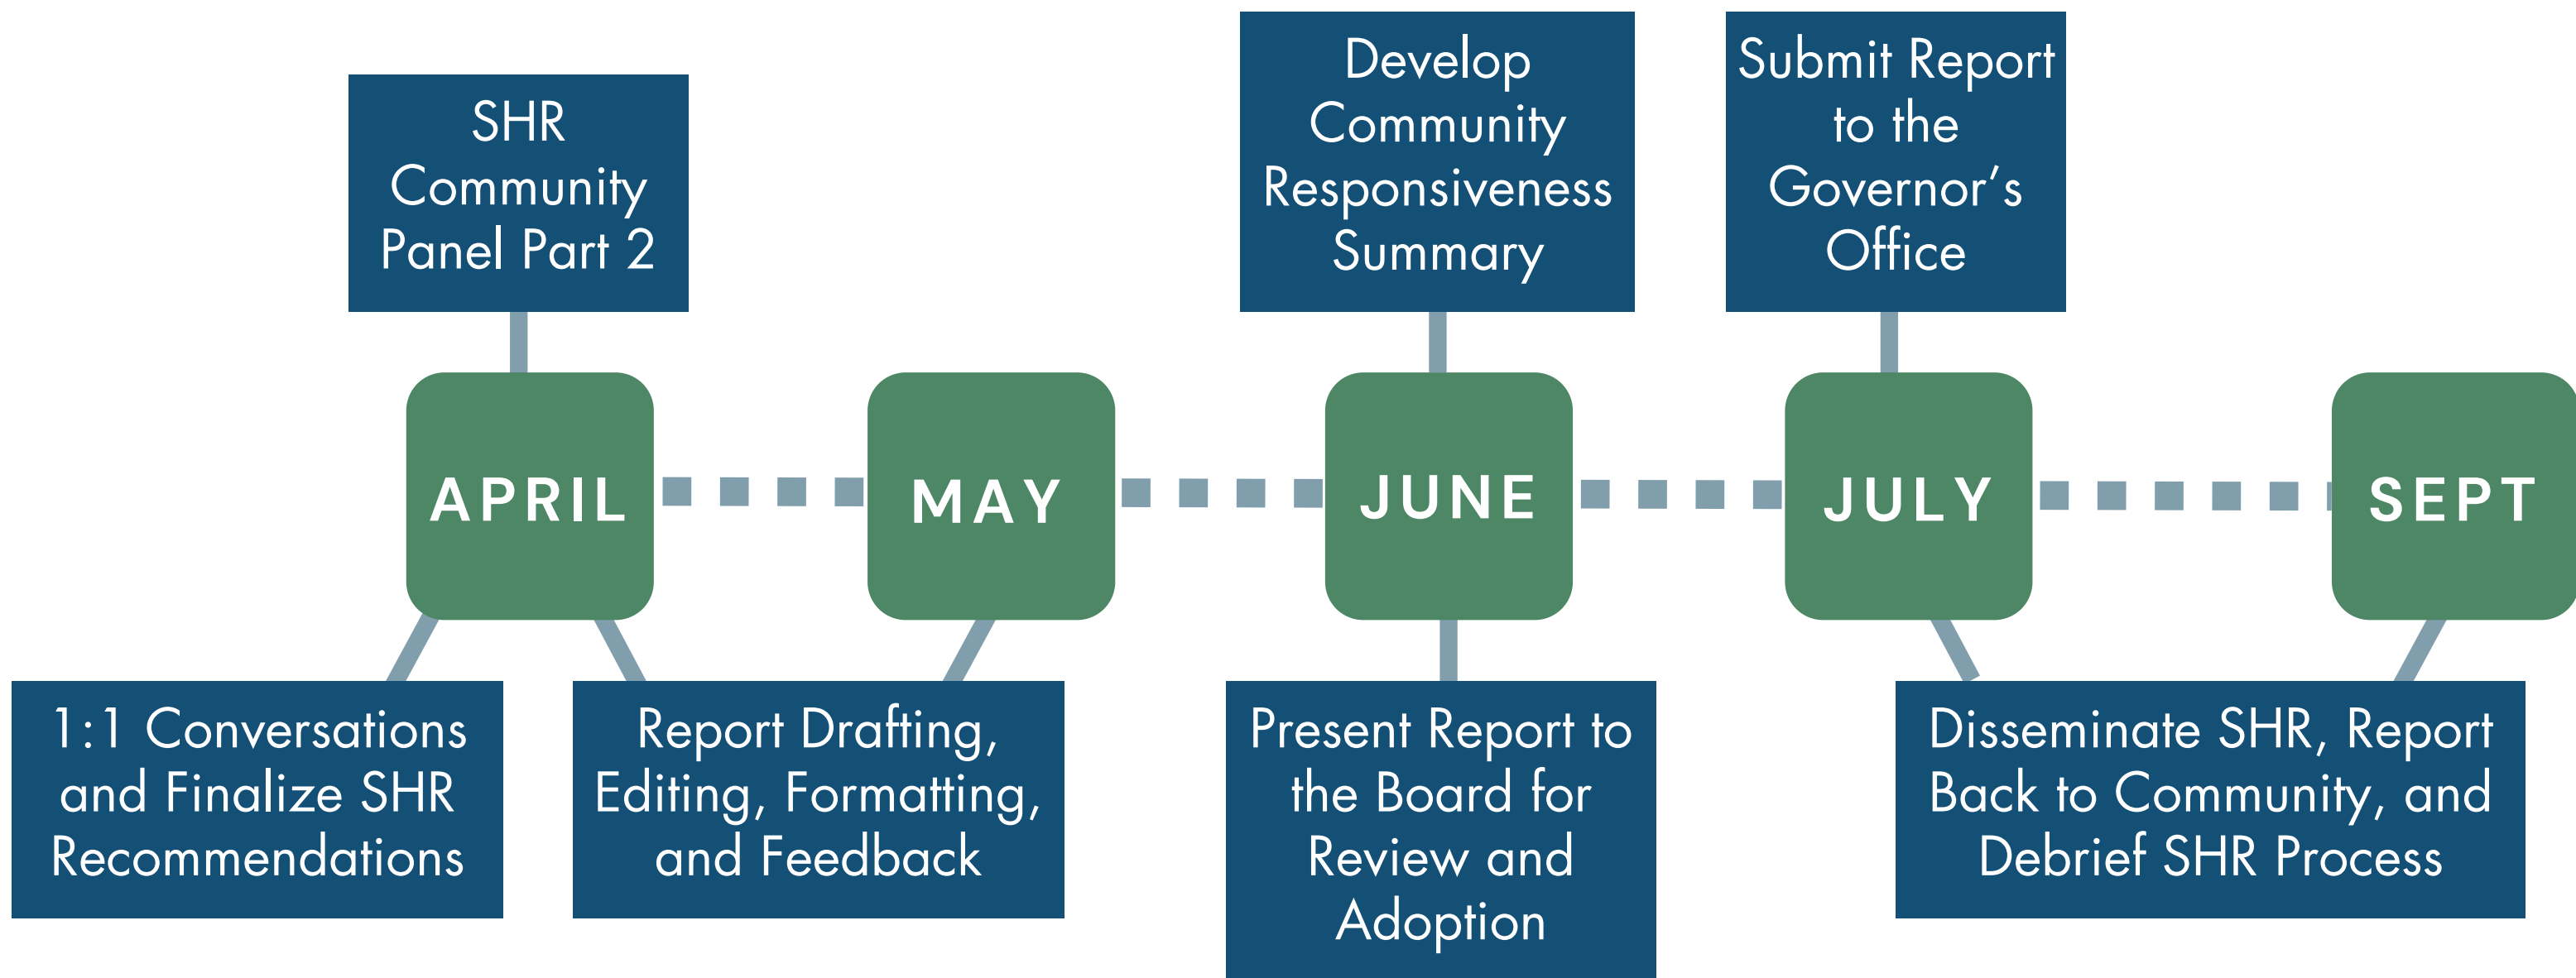 SHR
Community
Panel Part 2
Develop
Community
Responsiveness
Summary
Submit Report
to the
Governor’s
Office
APRIL
MAY
JUNE
JULY
SEPT
1:1 Conversations
and Finalize SHR
Recommendations
Report Drafting,
Editing, Formatting,
and Feedback
Present Report to
the Board for
Review and
Adoption
Disseminate SHR, Report
Back to Community, and
Debrief SHR Process